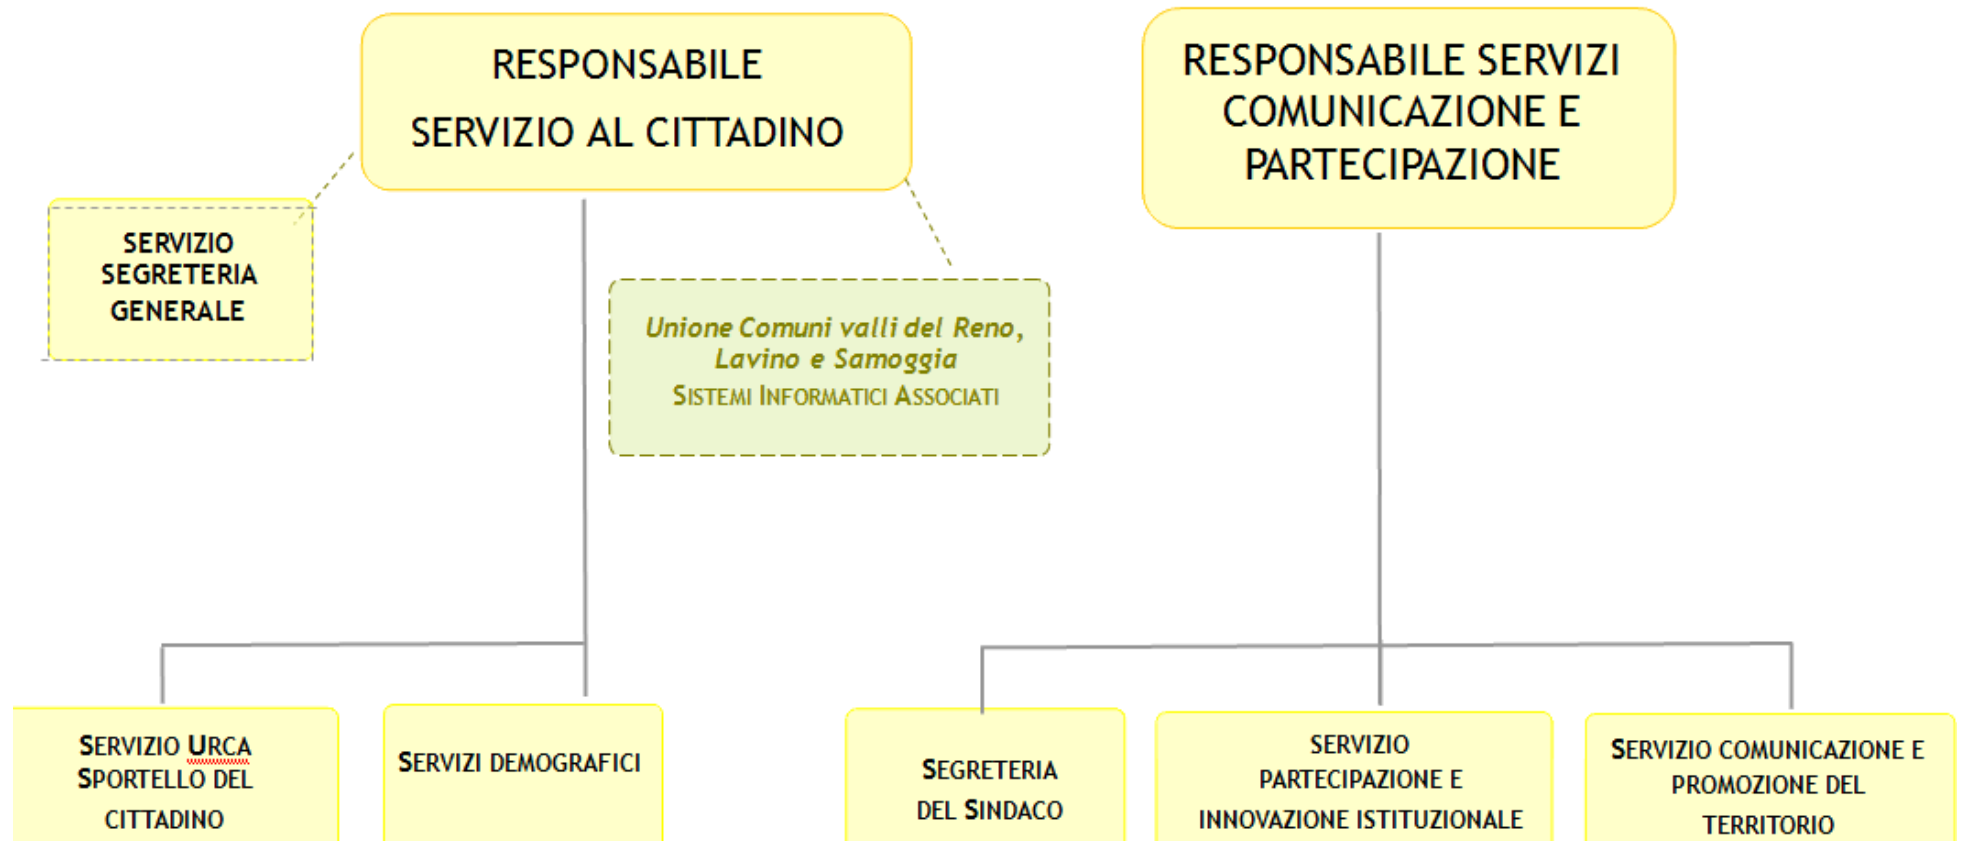 RESPONSABILE
SERVIZIO AL CITTADINO
RESPONSABILE SERVIZI
COMUNICAZIONE E
PARTECIPAZIONE
SERVIZIO
SEGRETERIA
GENERALE
Unione Comuni valli del Reno,
Lavino e Samoggia
SISTEMI INFORMATICI ASSOCIATI
SERVIZIO URCA
SPORTELLO DEL
CITTADINO
SERVIZI DEMOGRAFICI
SEGRETERIA
DEL SINDACO
SERVIZIO
PARTECIPAZIONE E
INNOVAZIONE ISTITUZIONALE
SERVIZIO COMUNICAZIONE E
PROMOZIONE DEL
TERRITORIO